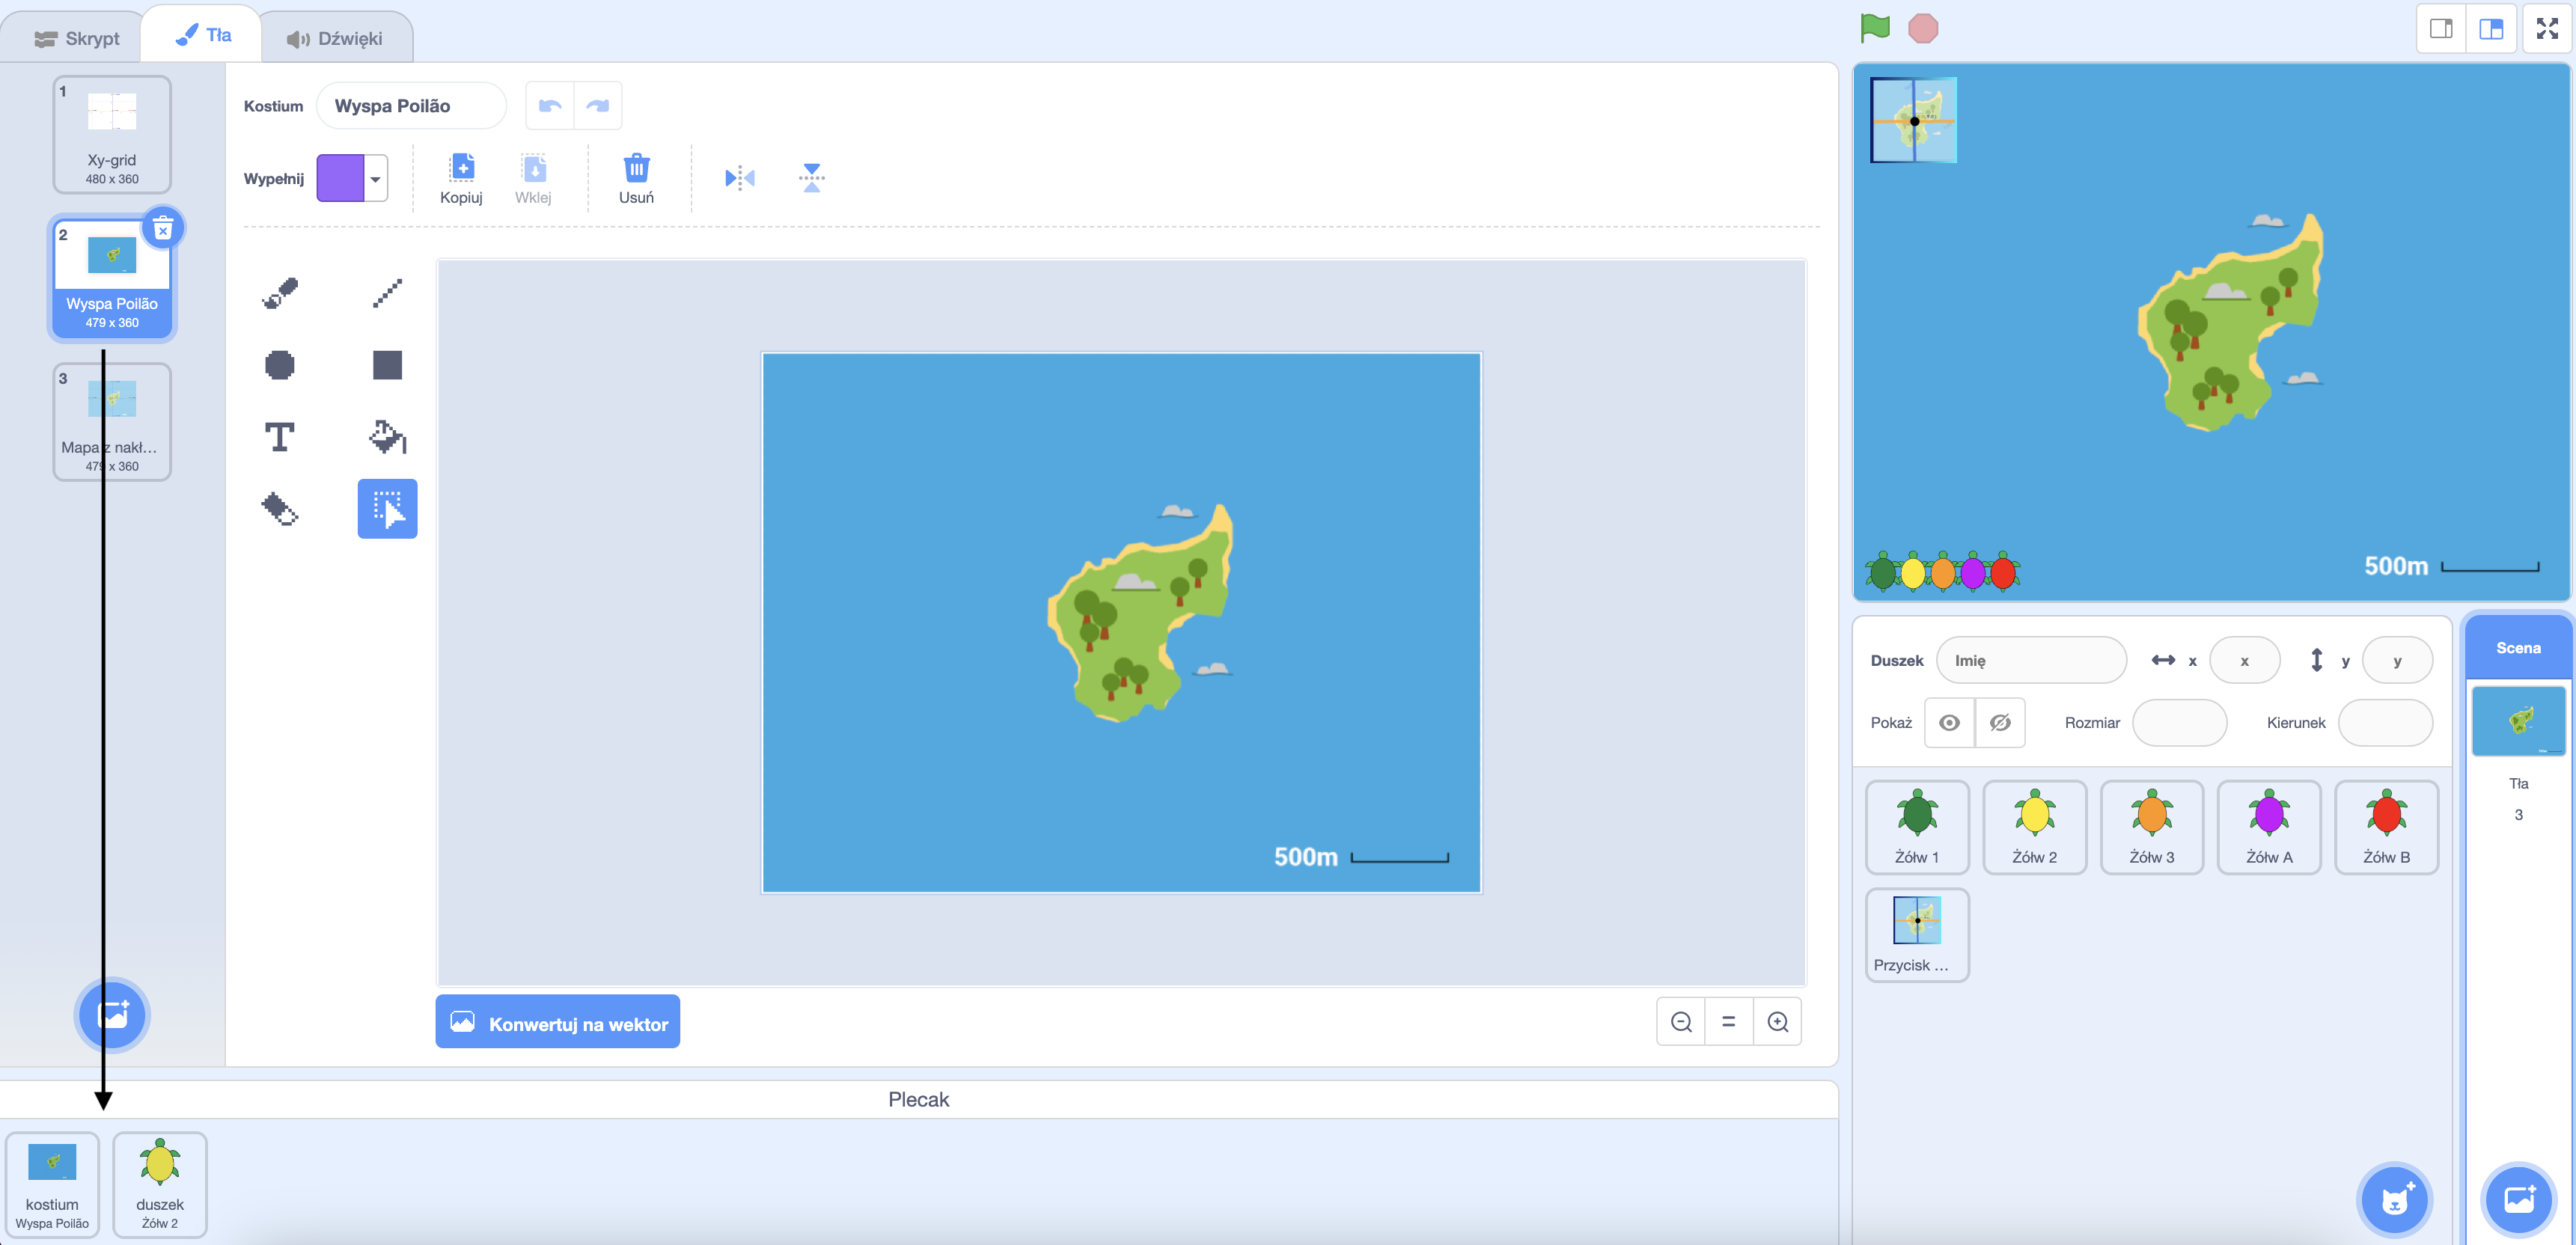 Skrypt
Tła
Dźwięki
1
Xy-grid
480 x 360
2
Wyspa Poilão
479 x 360
3
Mapa z nakł...
479 x 360
Kostium
Wyspa Poilão
Wypełnij
Kopiuj
Wklej
Usuń
500m
Konwertuj na wektor
Plecak
kostium
Wyspa Poilão
duszek
Żółw 2
500m
Duszek
Imię
x
x
y
y
Pokaż
Rozmiar
Kierunek
Żółw 1
Żółw 2
Żółw 3
Żółw A
Żółw B
Przycisk ...
Scena
Tła
3